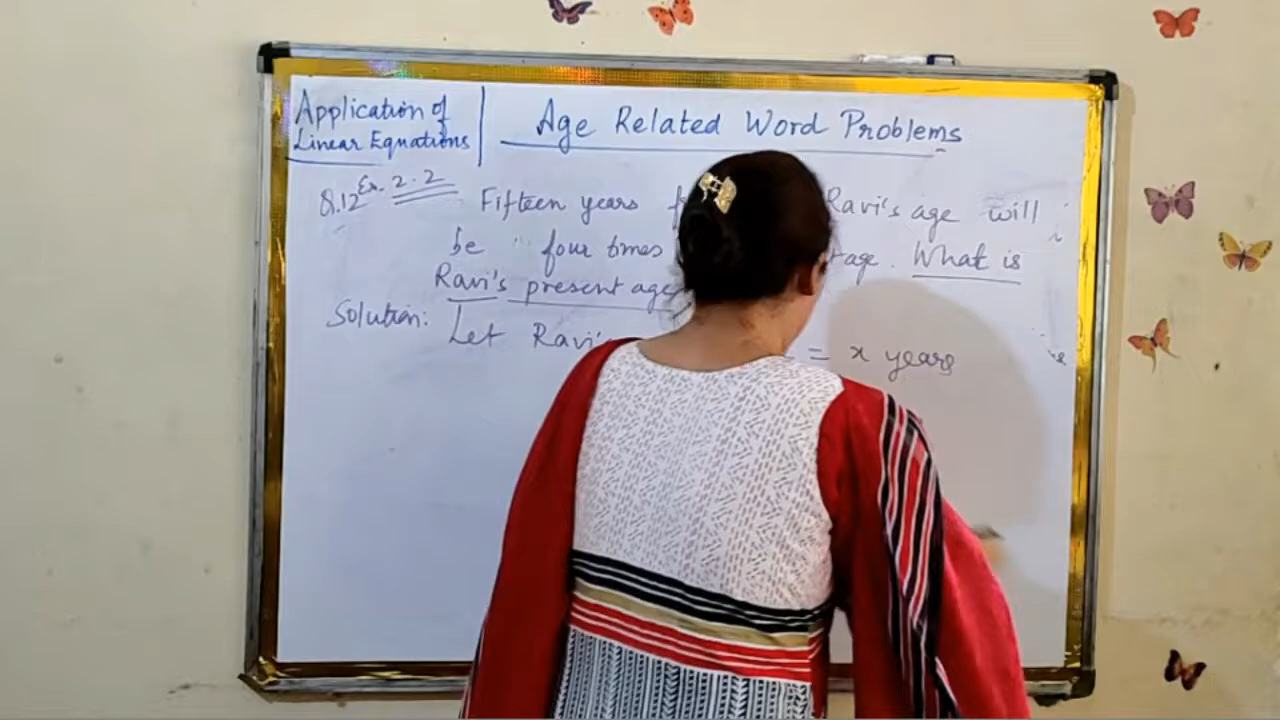 Application of
Linear Equations
Age Related Word Problems
Q.12 Ex. 2.2 Fifteen years Ravi's age will
be four times age. What is
Ravi's present age
Solution: Let Ravi's = x years